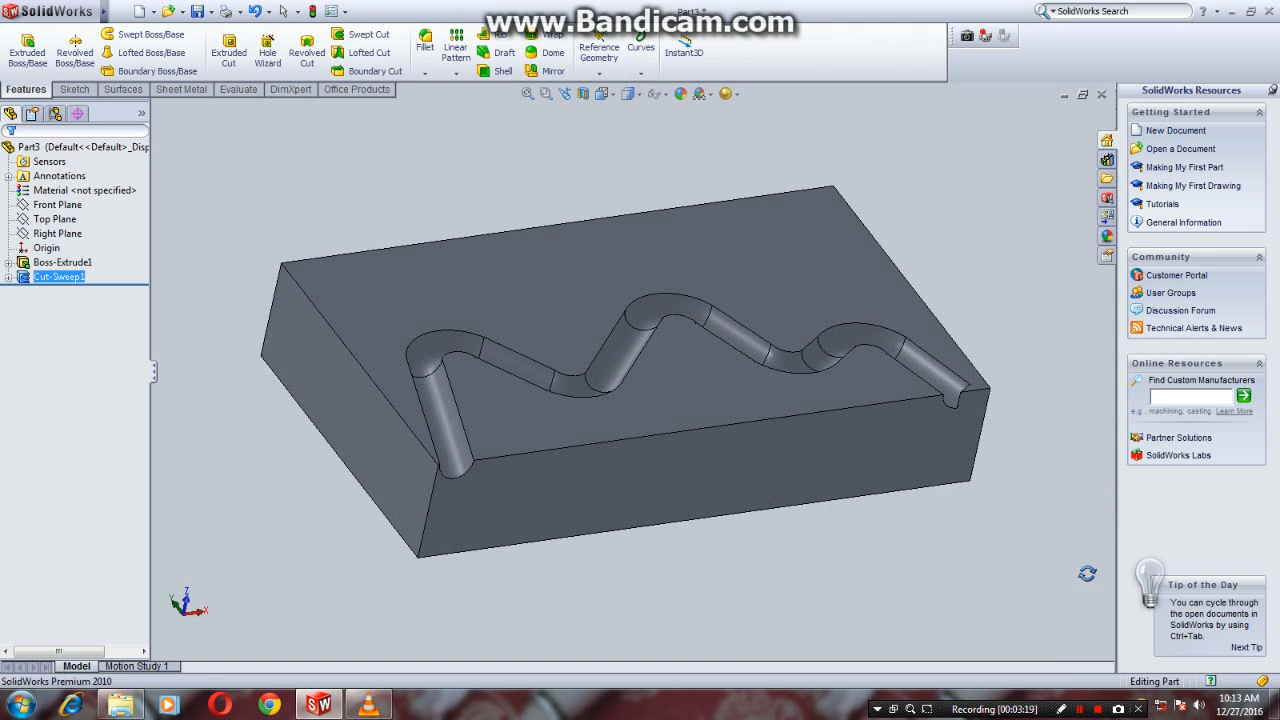 SolidWorks
Part3 *
www.Bandicam.com
SolidWorks Search
Extruded Boss/Base
Revolved Boss/Base
Swept Boss/Base
Lofted Boss/Base
Boundary Boss/Base
Extruded Cut
Hole Wizard
Revolved Cut
Swept Cut
Lofted Cut
Boundary Cut
Fillet
Linear Pattern
Rib
Draft
Shell
Wrap
Dome
Mirror
Reference Geometry
Curves
Instant3D
Features
Sketch
Surfaces
Sheet Metal
Evaluate
DimXpert
Office Products
Part3 (Default<<Default>_Disp
Sensors
Annotations
Material <not specified>
Front Plane
Top Plane
Right Plane
Origin
Boss-Extrude1
Cut-Sweep1
SolidWorks Resources
Getting Started
New Document
Open a Document
Making My First Part
Making My First Drawing
Tutorials
General Information
Community
Customer Portal
User Groups
Discussion Forum
Technical Alerts & News
Online Resources
Find Custom Manufacturers
e.g., machining, casting. Learn More
Partner Solutions
SolidWorks Labs
Tip of the Day
You can cycle through
the open documents in
SolidWorks by using
Ctrl+Tab.
Next Tip
Y
Z
X
Model
Motion Study 1
SolidWorks Premium 2010
Editing Part
Recording [00:03:19]
10:13 AM
12/27/2016